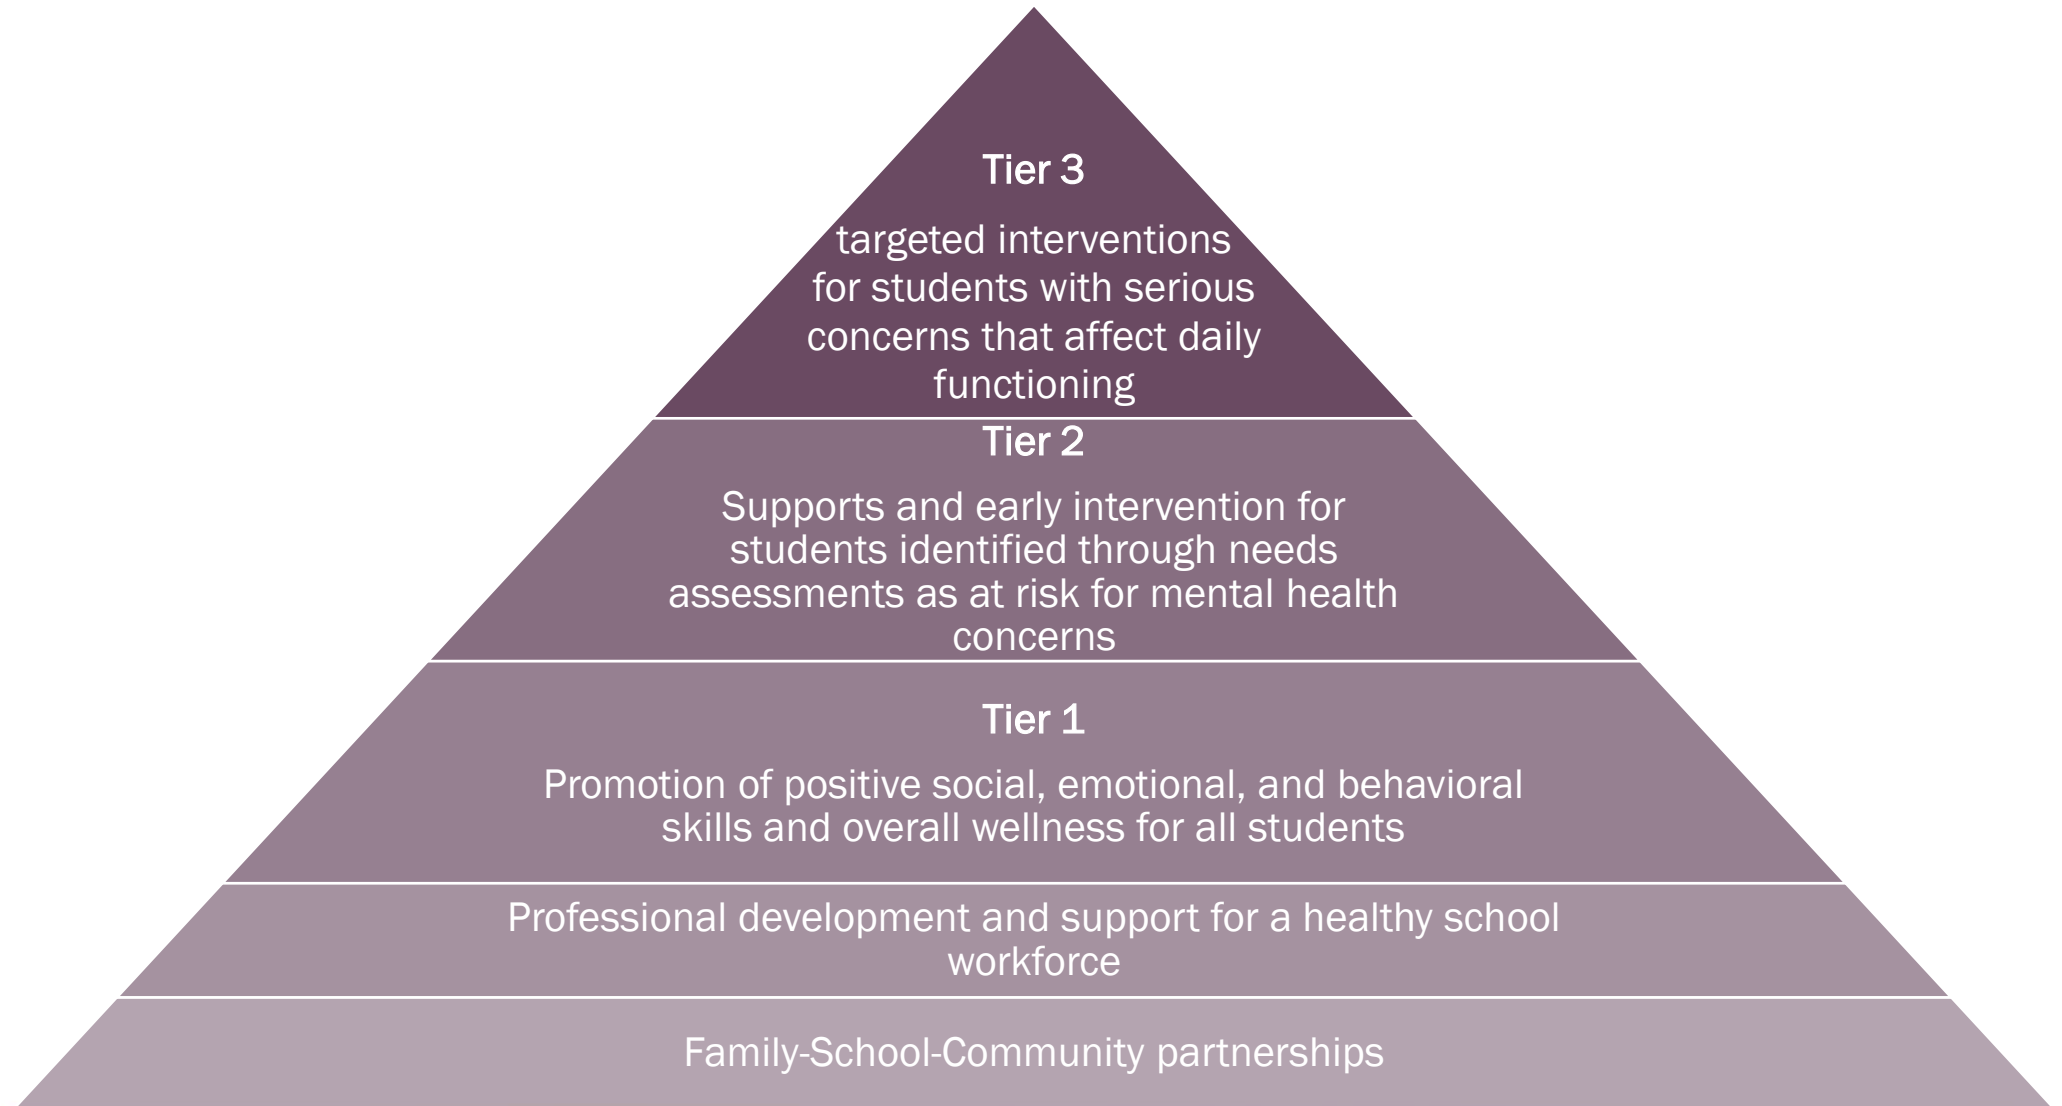 Tier 3
targeted interventions
for students with serious
concerns that affect daily
functioning
Tier 2
Supports and early intervention for
students identified through needs
assessments as at risk for mental health
concerns
Tier 1
Promotion of positive social, emotional, and behavioral
skills and overall wellness for all students
Professional development and support for a healthy school
workforce
Family-School-Community partnerships